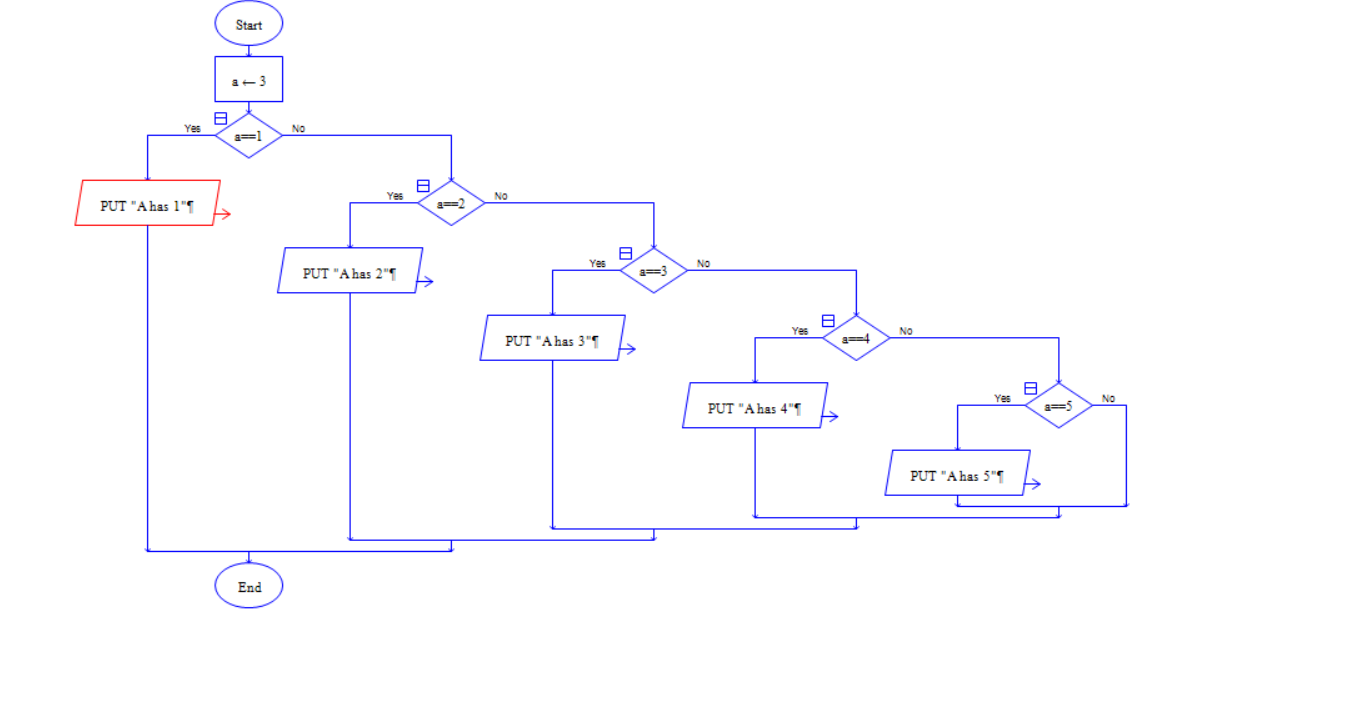 Start
a ← 3
Yes
a==1
No
PUT "A has 1"¶
Yes
a==2
No
PUT "A has 2"¶
Yes
a==3
No
PUT "A has 3"¶
Yes
a==4
No
PUT "A has 4"¶
Yes
a==5
No
PUT "A has 5"¶
End